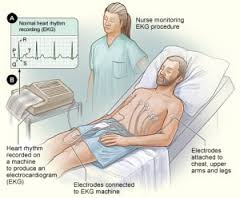 A
Normal heart rhythm
recording (EKG)
R
P
T
Q
S
B
Nurse monitoring
EKG procedure
Heart rhythm
recorded on
a machine
to produce an
electrocardiogram
(EKG)
Electrodes connected
to EKG machine
Electrodes
attached to
chest, upper
arms and legs